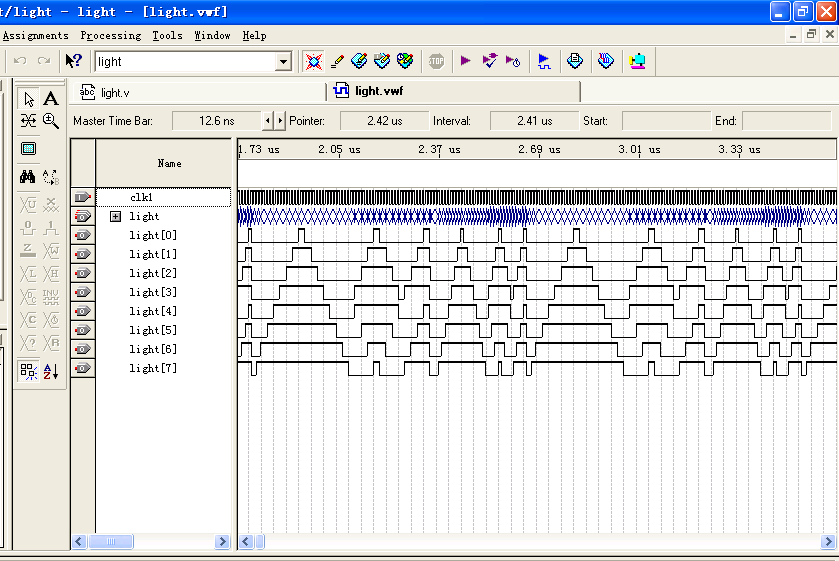 t/light - light - [light.vwf]
Assignments Processing Tools Window Help
light
STOP
abc light.v
light.vwf
Master Time Bar: 12.6 ns Pointer: 2.42 us Interval: 2.41 us Start: End:
A
Name
1.73 us 2.05 us 2.37 us 2.69 us 3.01 us 3.33 us
clk1
light
light[0]
light[1]
light[2]
light[3]
light[4]
light[5]
light[6]
light[7]